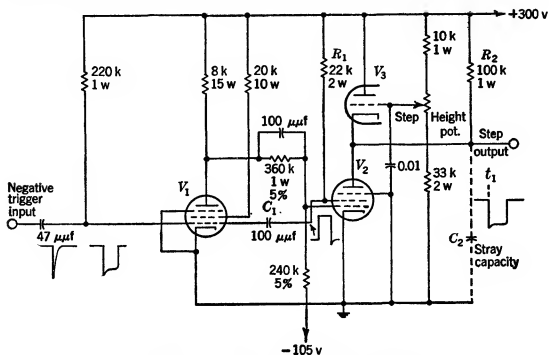 +300 v
220 k
1 w
8 k
15 w
20 k
10 w
R₁
22 k
2 w
V₃
10 k
1 w
R₂
100 k
1 w
100 μμf
Step
Height
pot.
Step
output
360 k
1 w
5%
V₁
V₂
0.01
33 k
2 w
t₁
Negative
trigger
input
C₁
47 μμf
100 μμf
C₂
Stray
capacity
240 k
5%
−105 v